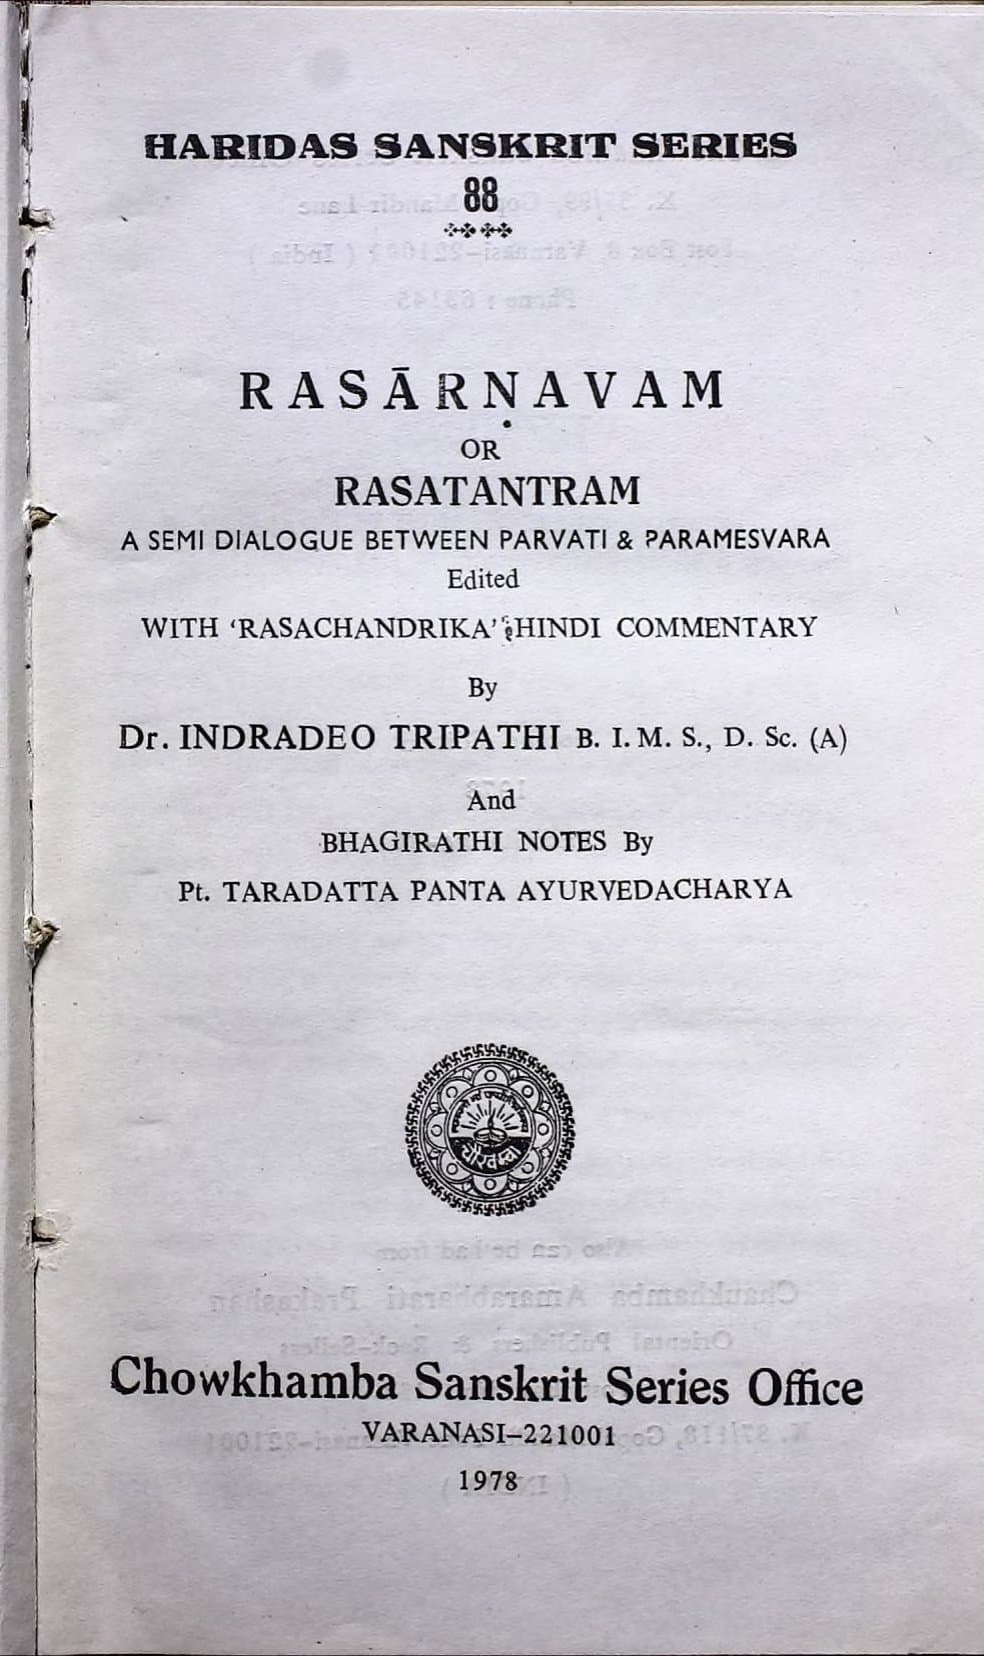 HARIDAS SANSKRIT SERIES
88
RASĀRṆAVAM
OR
RASATANTRAM
A SEMI DIALOGUE BETWEEN PARVATI & PARAMESVARA
Edited
WITH ‘RASACHANDRIKA’ HINDI COMMENTARY
By
Dr. INDRADEO TRIPATHI B. I. M. S., D. Sc. (A)
And
BHAGIRATHI NOTES By
Pt. TARADATTA PANTA AYURVEDACHARYA
चौखम्बा
Chowkhamba Sanskrit Series Office
VARANASI–221001
1978